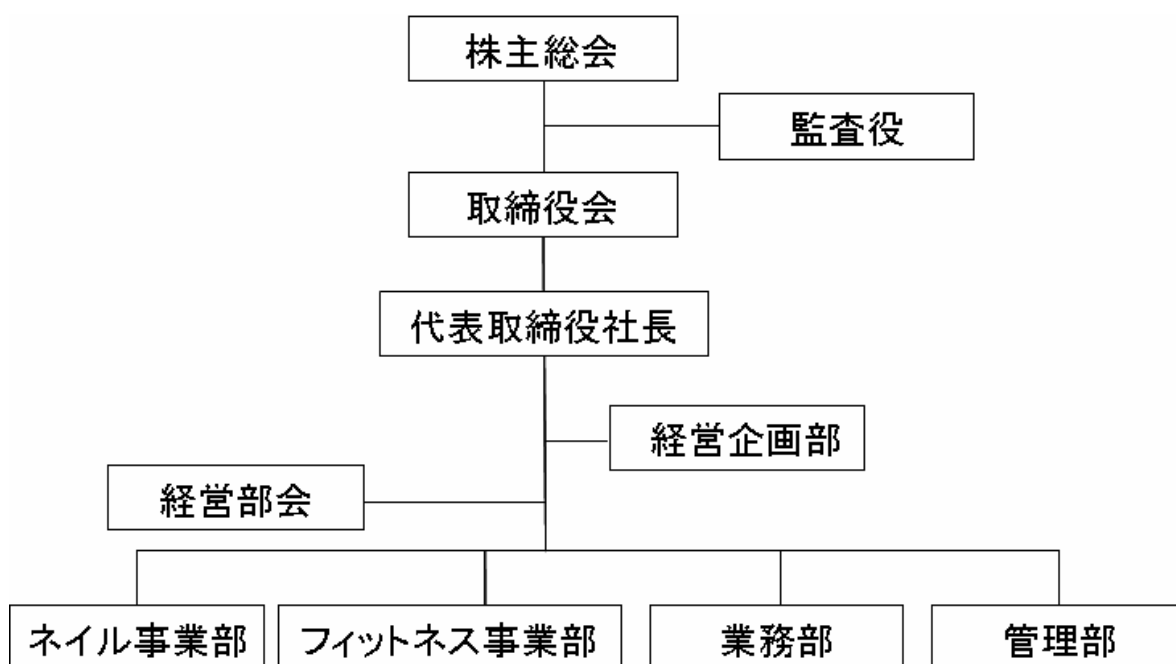 株主総会
監査役
取締役会
代表取締役社長
経営企画部
経営部会
ネイル事業部
フィットネス事業部
業務部
管理部